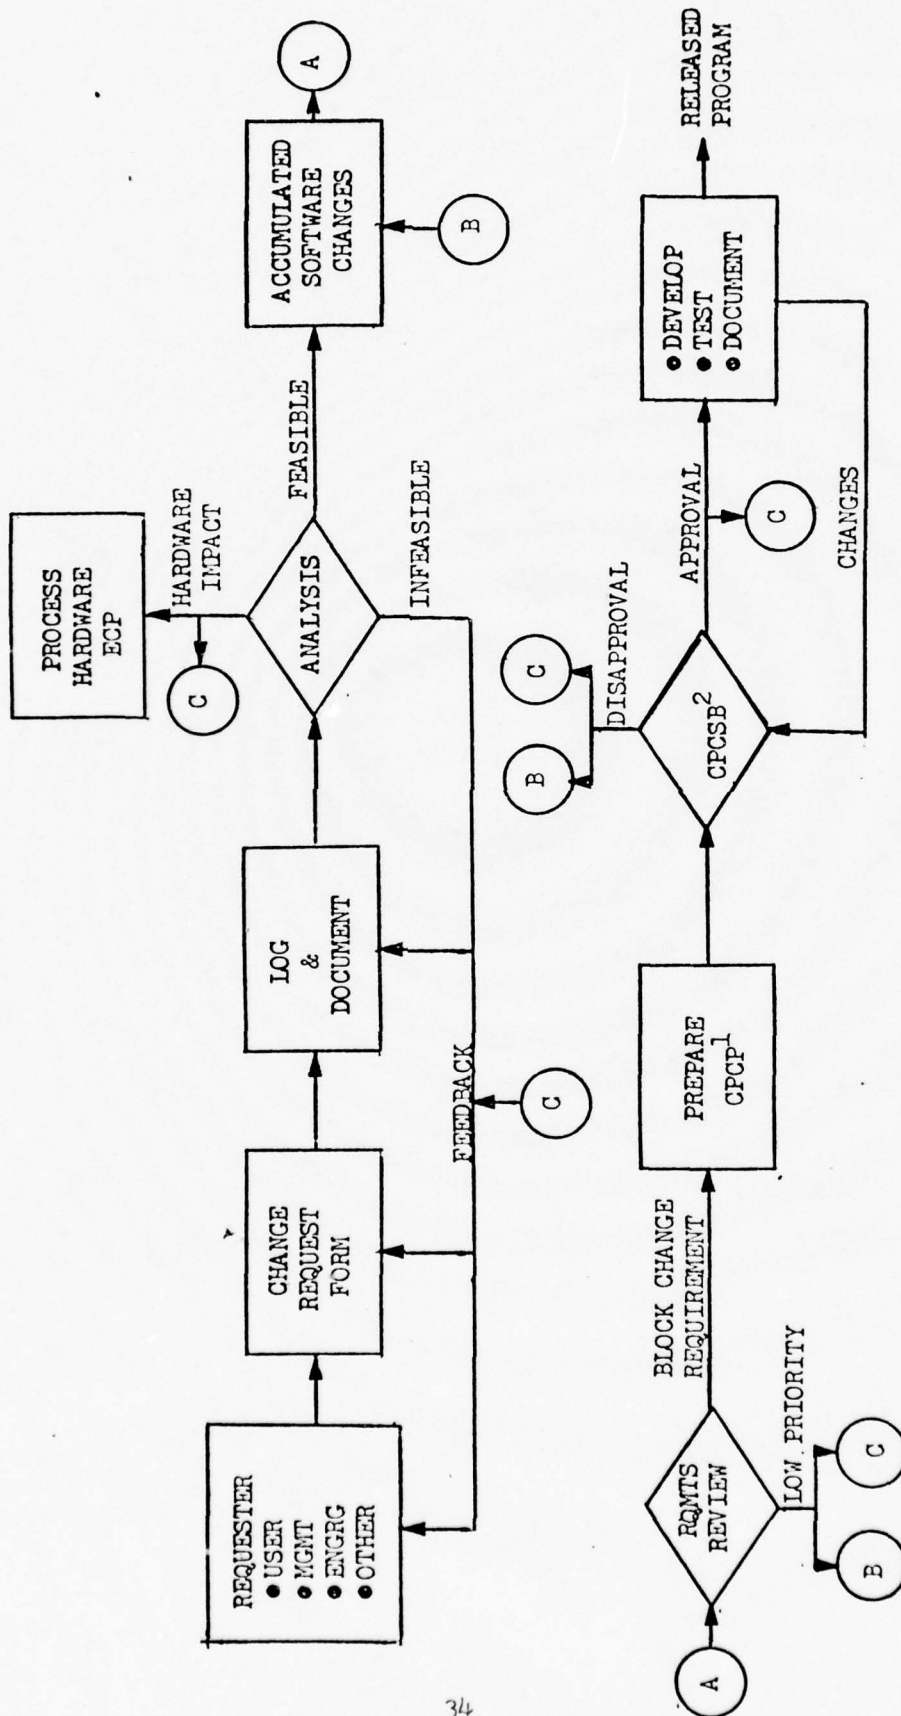 PROCESS
HARDWARE
ECP
HARDWARE
IMPACT
C
REQUESTER
● USER
● MGMT
● ENGRG
● OTHER
CHANGE
REQUEST
FORM
LOG
&
DOCUMENT
ANALYSIS
FEASIBLE
ACCUMULATED
SOFTWARE
CHANGES
A
INFEASIBLE
B
FEEDBACK
C
A
RQMTS
REVIEW
BLOCK CHANGE
REQUIREMENT
LOW PRIORITY
B
C
PREPARE
CPCP¹
B
C
DISAPPROVAL
CPCSB²
APPROVAL
C
● DEVELOP
● TEST
● DOCUMENT
RELEASED
PROGRAM
CHANGES
34